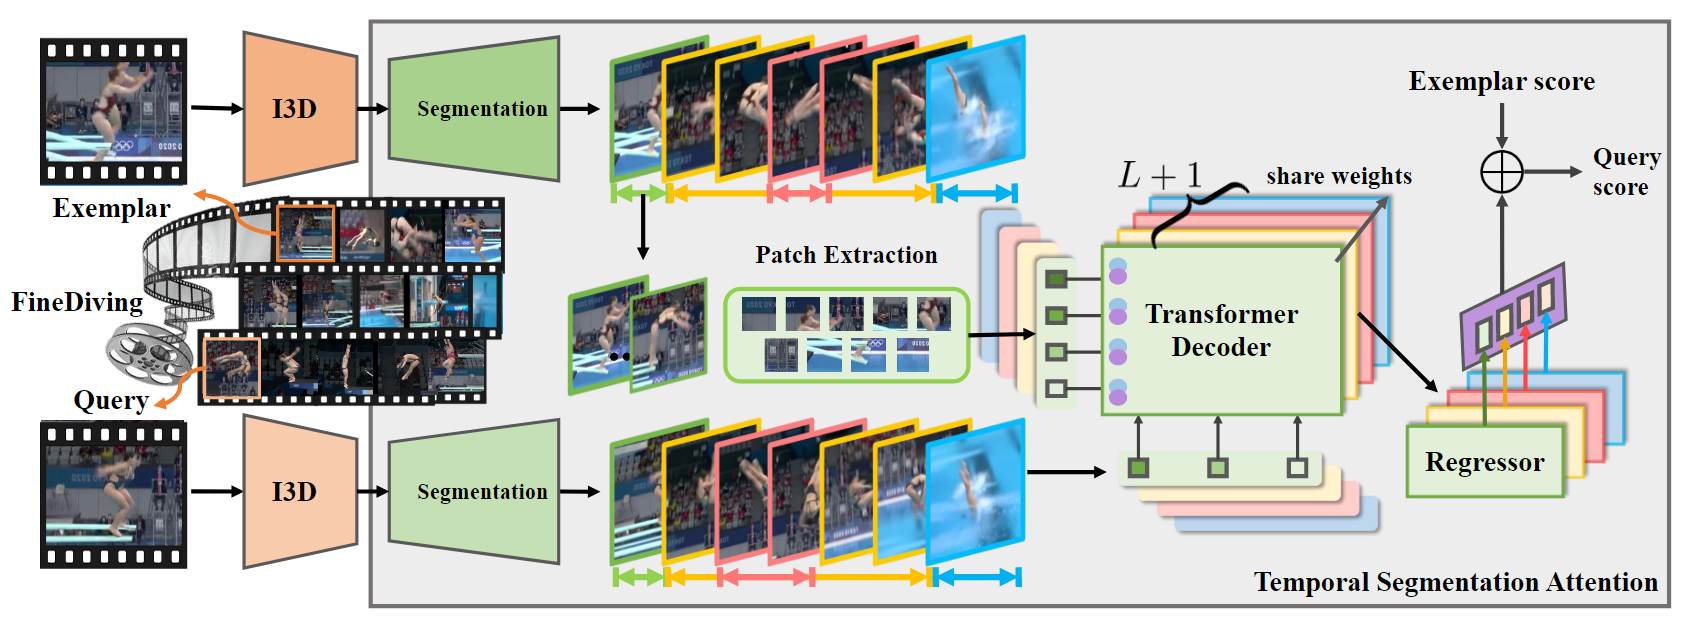 I3D
Segmentation
Exemplar
FineDiving
Query
I3D
Segmentation
Patch Extraction
L + 1
share weights
Transformer
Decoder
Exemplar score
Query
score
Regressor
Temporal Segmentation Attention